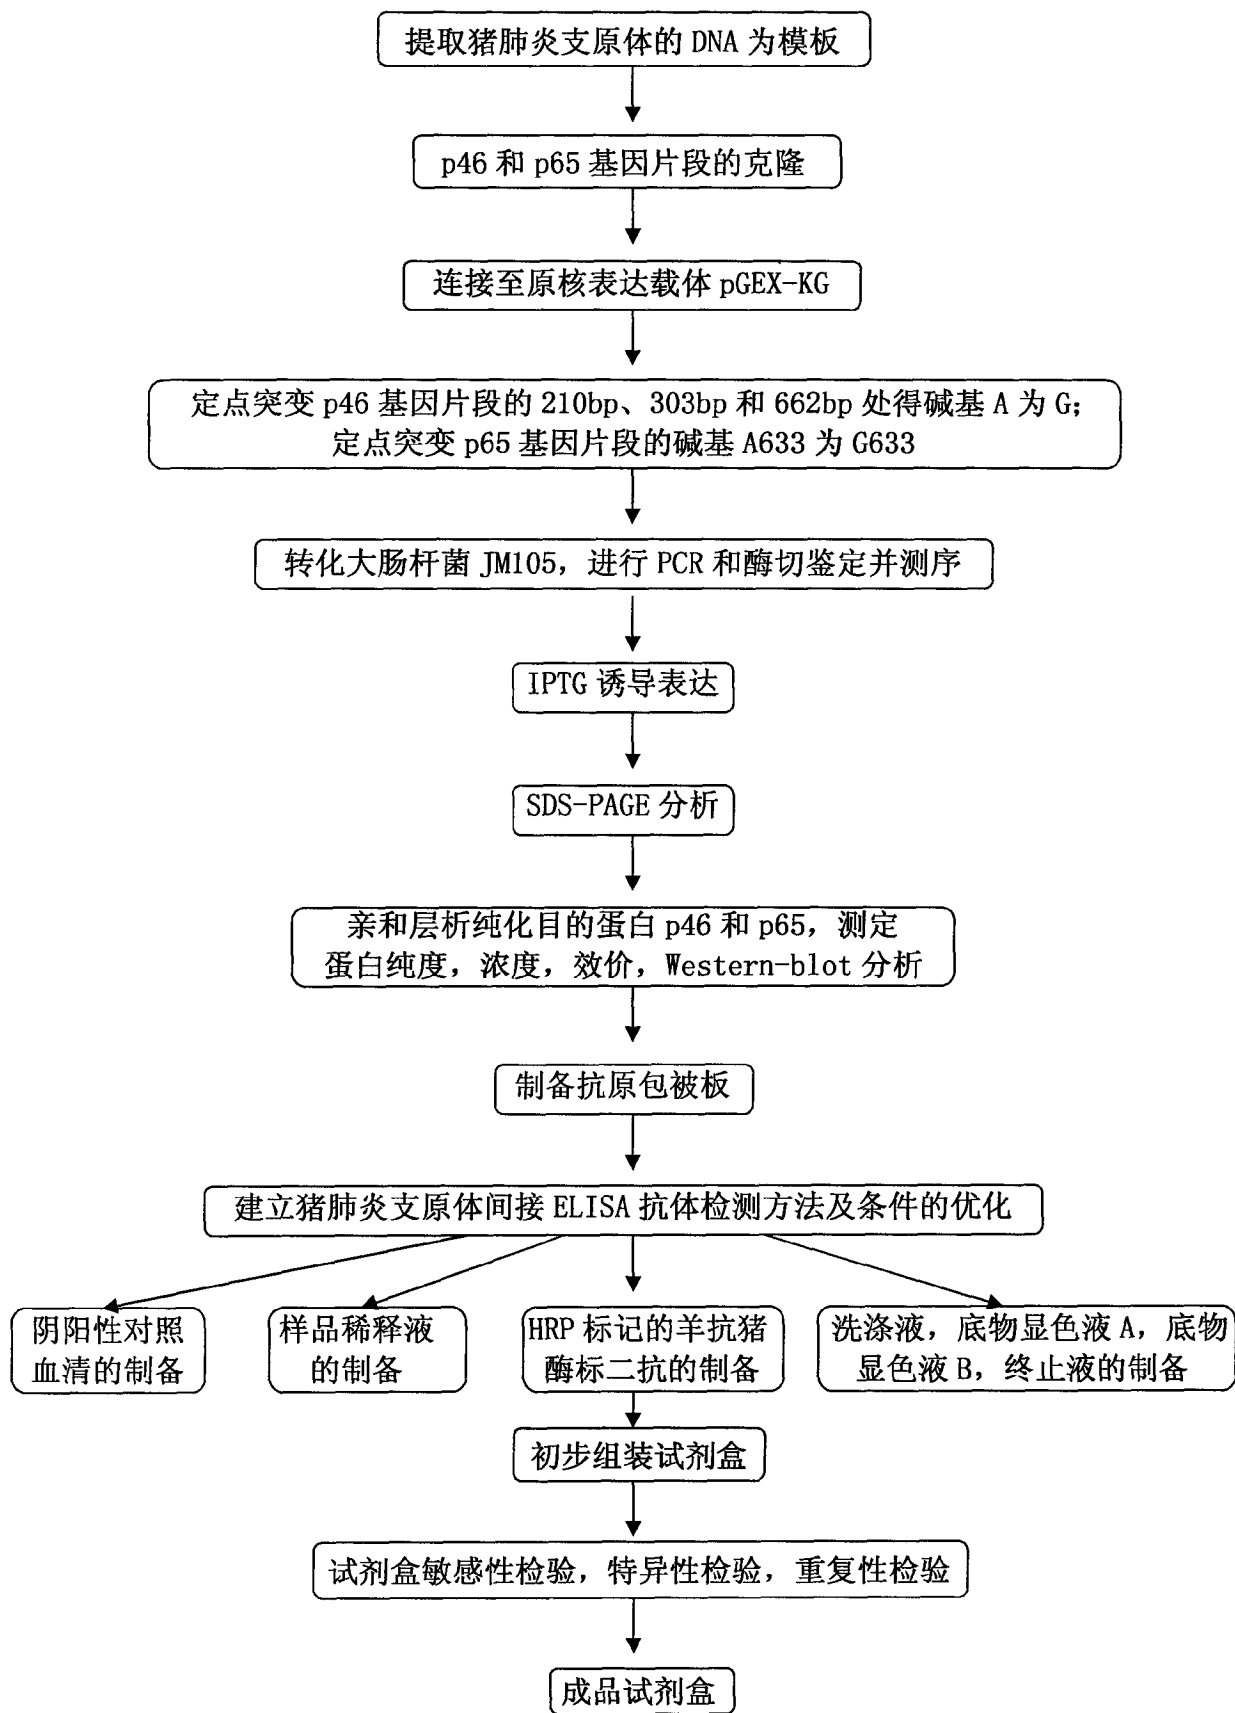 提取猪肺炎支原体的 DNA 为模板
p46 和 p65 基因片段的克隆
连接至原核表达载体 pGEX-KG
定点突变 p46 基因片段的 210bp、303bp 和 662bp 处得碱基 A 为 G；
定点突变 p65 基因片段的碱基 A633 为 G633
转化大肠杆菌 JM105，进行 PCR 和酶切鉴定并测序
IPTG 诱导表达
SDS-PAGE 分析
亲和层析纯化目的蛋白 p46 和 p65，测定
蛋白纯度，浓度，效价，Western-blot 分析
制备抗原包被板
建立猪肺炎支原体间接 ELISA 抗体检测方法及条件的优化
阴阳性对照
血清的制备
样品稀释液
的制备
HRP 标记的羊抗猪
酶标二抗的制备
洗涤液，底物显色液 A，底物
显色液 B，终止液的制备
初步组装试剂盒
试剂盒敏感性检验，特异性检验，重复性检验
成品试剂盒